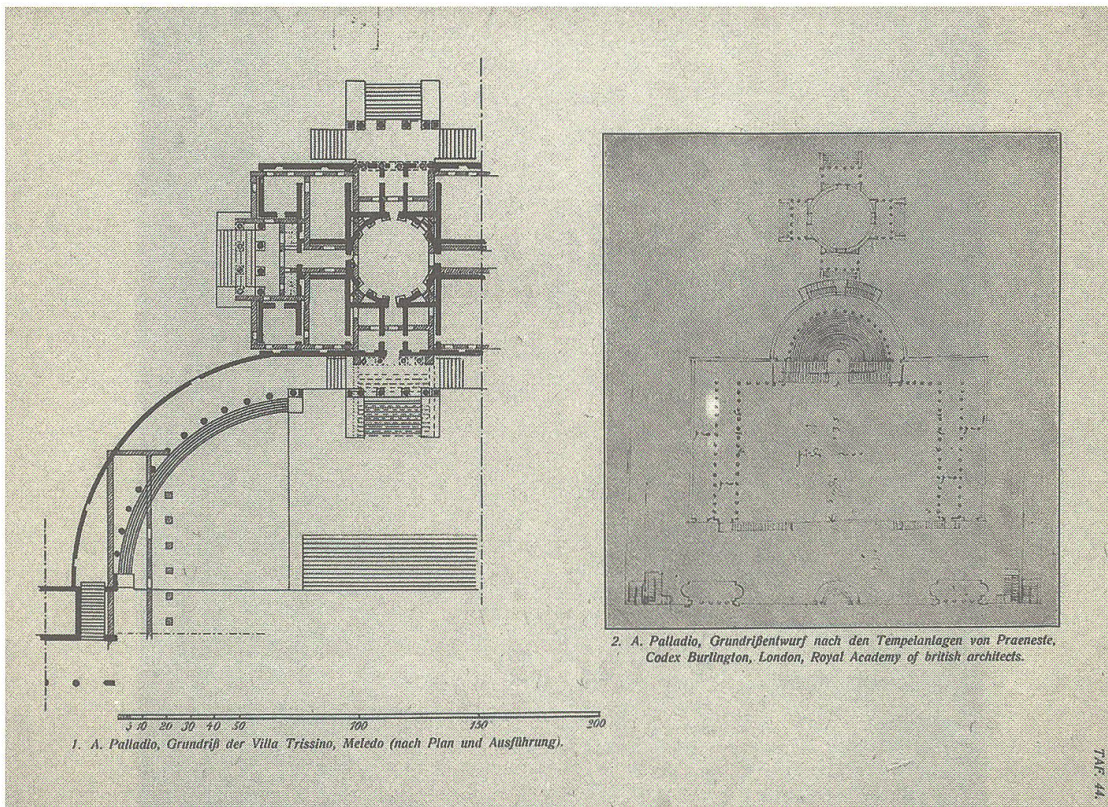 5 10 20 30 40 50 100 150 200
1. A. Palladio, Grundriß der Villa Trissino, Meledo (nach Plan und Ausführung).
2. A. Palladio, Grundrißentwurf nach den Tempelanlagen von Praeneste,
Codex Burlington, London, Royal Academy of british architects.
TAF. 44.